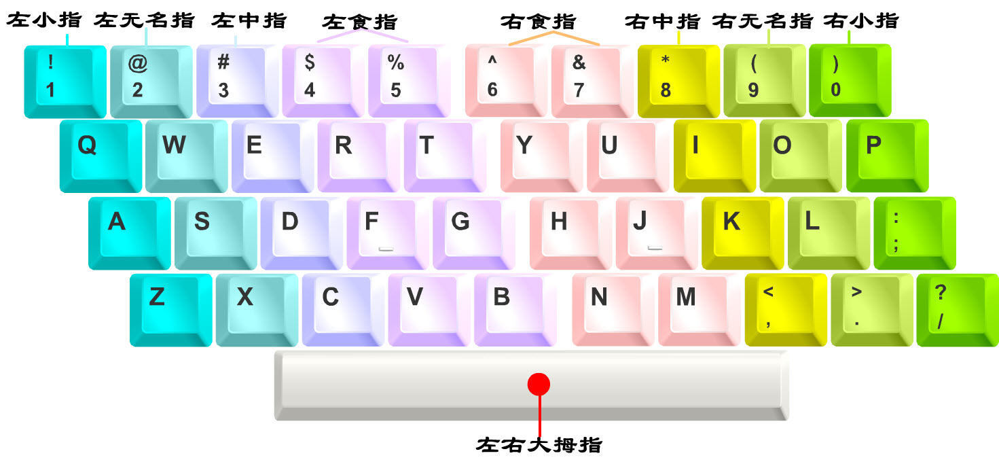 左小指 左无名指 左中指 左食指 右食指 右中指 右无名指 右小指
! @ # $ % ^ & * ( )
1 2 3 4 5 6 7 8 9 0
Q W E R T Y U I O P
A S D F G H J K L :
;
Z X C V B N M < > ?
, . /
左右大拇指